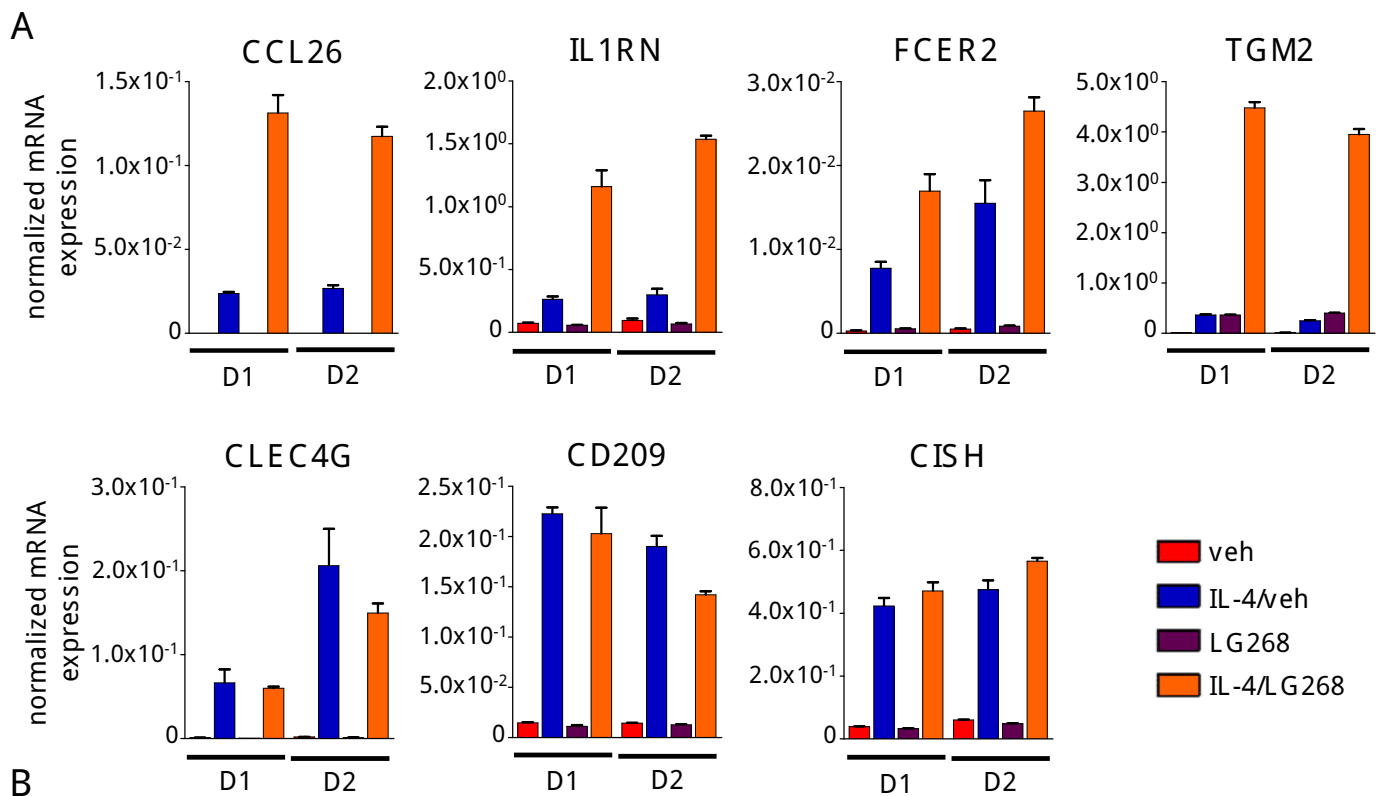 A
CCL26
IL1RN
FCER2
TGM2
normalized mRNA
expression
1.5x10⁻¹
1.0x10⁻¹
5.0x10⁻²
0
D1
D2
2.0x10⁰
1.5x10⁰
1.0x10⁰
5.0x10⁻¹
0
D1
D2
3.0x10⁻²
2.0x10⁻²
1.0x10⁻²
0
D1
D2
5.0x10⁰
4.0x10⁰
3.0x10⁰
2.0x10⁰
1.0x10⁰
0
D1
D2
CLEC4G
CD209
CISH
normalized mRNA
expression
3.0x10⁻¹
2.0x10⁻¹
1.0x10⁻¹
0
D1
D2
2.5x10⁻¹
2.0x10⁻¹
1.5x10⁻¹
1.0x10⁻¹
5.0x10⁻²
0
D1
D2
8.0x10⁻¹
6.0x10⁻¹
4.0x10⁻¹
2.0x10⁻¹
0
D1
D2
veh
IL-4/veh
LG268
IL-4/LG268
B